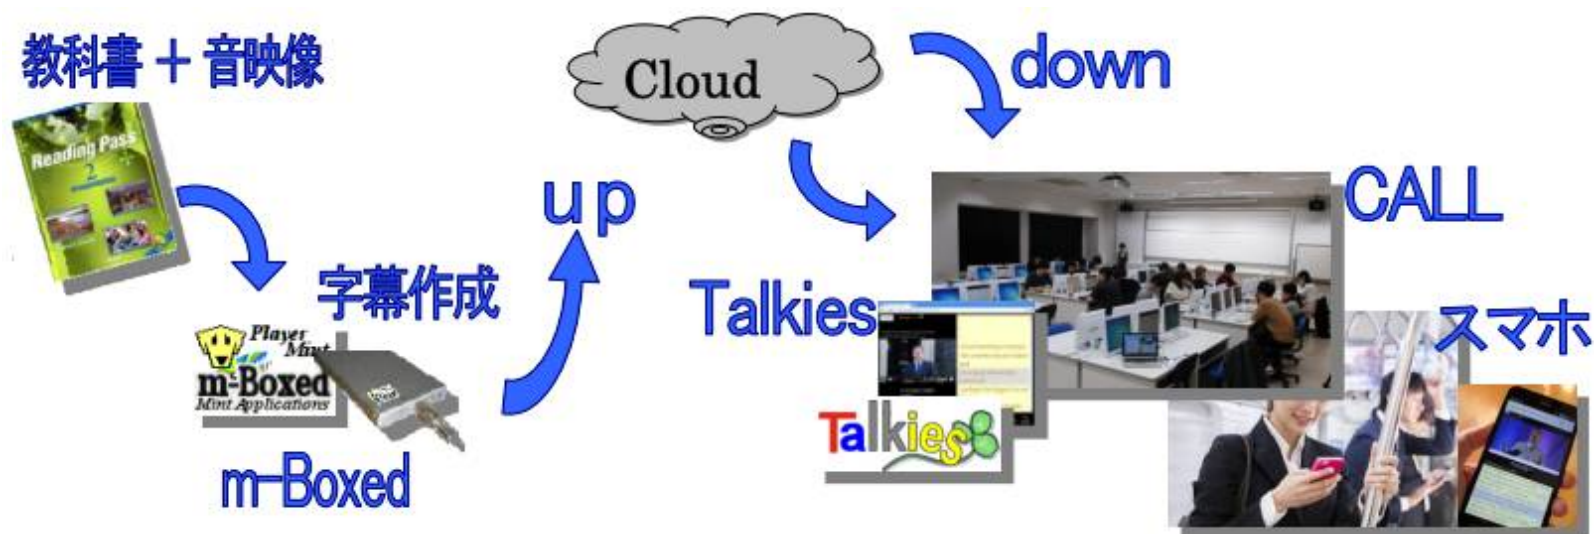 教科書 + 音映像
Reading Pass
2
字幕作成
Player
Mint
m-Boxed
Mint Applications
m-Boxed
up
Cloud
down
CALL
Talkies
Talkies
スマホ